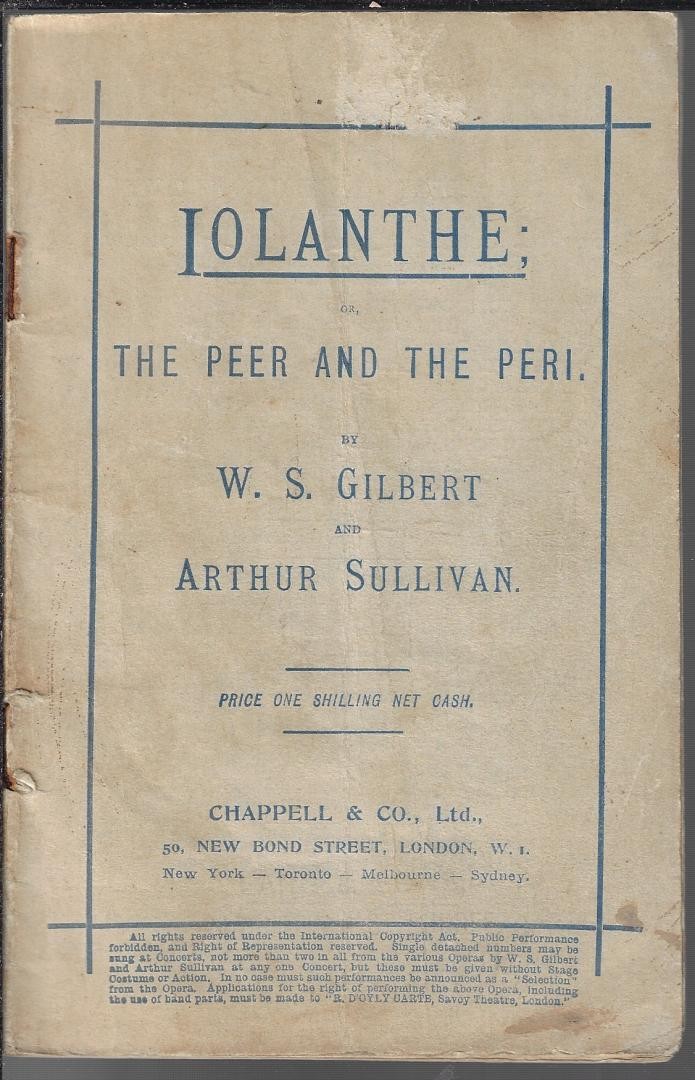 IOLANTHE;
OR,
THE PEER AND THE PERI.
BY
W. S. GILBERT
AND
ARTHUR SULLIVAN.
PRICE ONE SHILLING NET CASH.
CHAPPELL & CO., Ltd.,
50, NEW BOND STREET, LONDON, W. 1.
New York — Toronto — Melbourne — Sydney.
All rights reserved under the International Copyright Act. Public Performance
forbidden, and Right of Representation reserved. Single detached numbers may be
sung at Concerts, not more than two in all from the various Operas by W. S. Gilbert
and Arthur Sullivan at any one Concert, but these must be given without Stage
Costume or Action. In no case must such performances be announced as a "Selection"
from the Opera. Applications for the right of performing the above Opera, including
the use of band parts, must be made to "R. D'OYLY CARTE, Savoy Theatre, London."